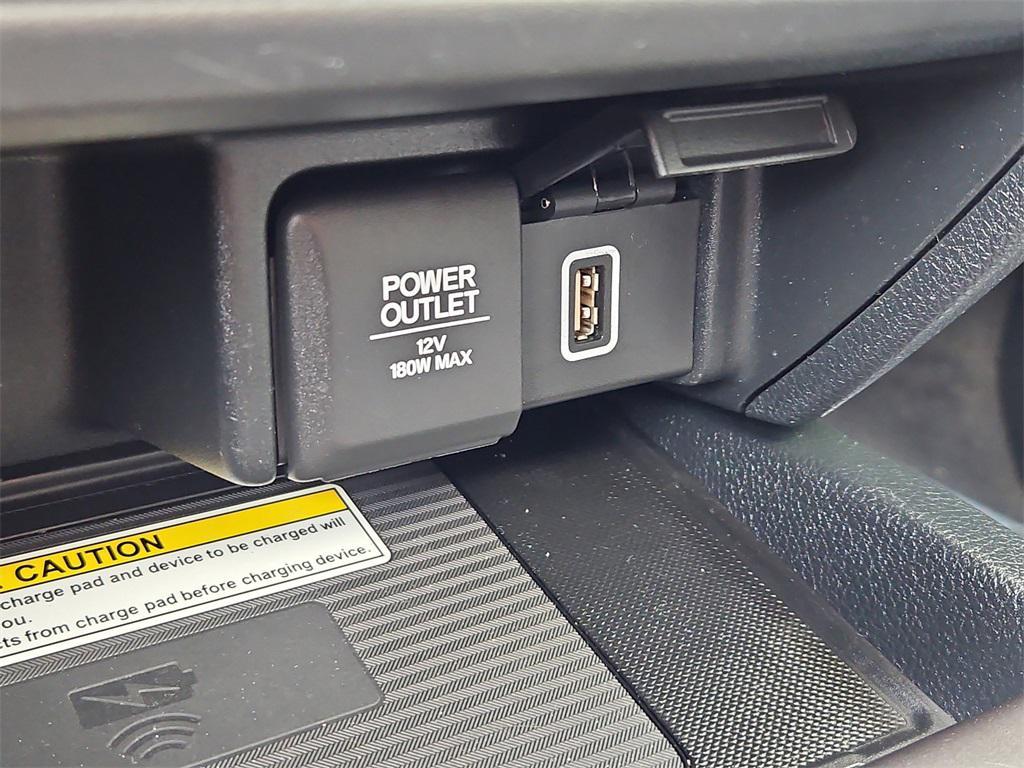 POWER
OUTLET
12V
180W MAX
CAUTION
charge pad and device to be charged will
ou.
cts from charge pad before charging device.